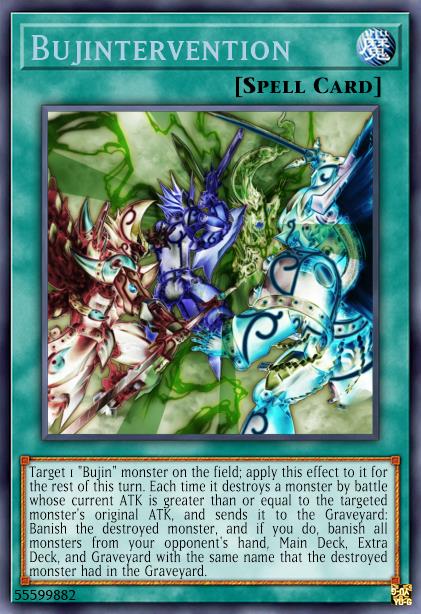 Bujintervention
魔
[Spell Card]
Target 1 "Bujin" monster on the field; apply this effect to it for
the rest of this turn. Each time it destroys a monster by battle
whose current ATK is greater than or equal to the targeted
monster's original ATK, and sends it to the Graveyard:
Banish the destroyed monster, and if you do, banish all
monsters from your opponent's hand, Main Deck, Extra
Deck, and Graveyard with the same name that the destroyed
monster had in the Graveyard.
55599882